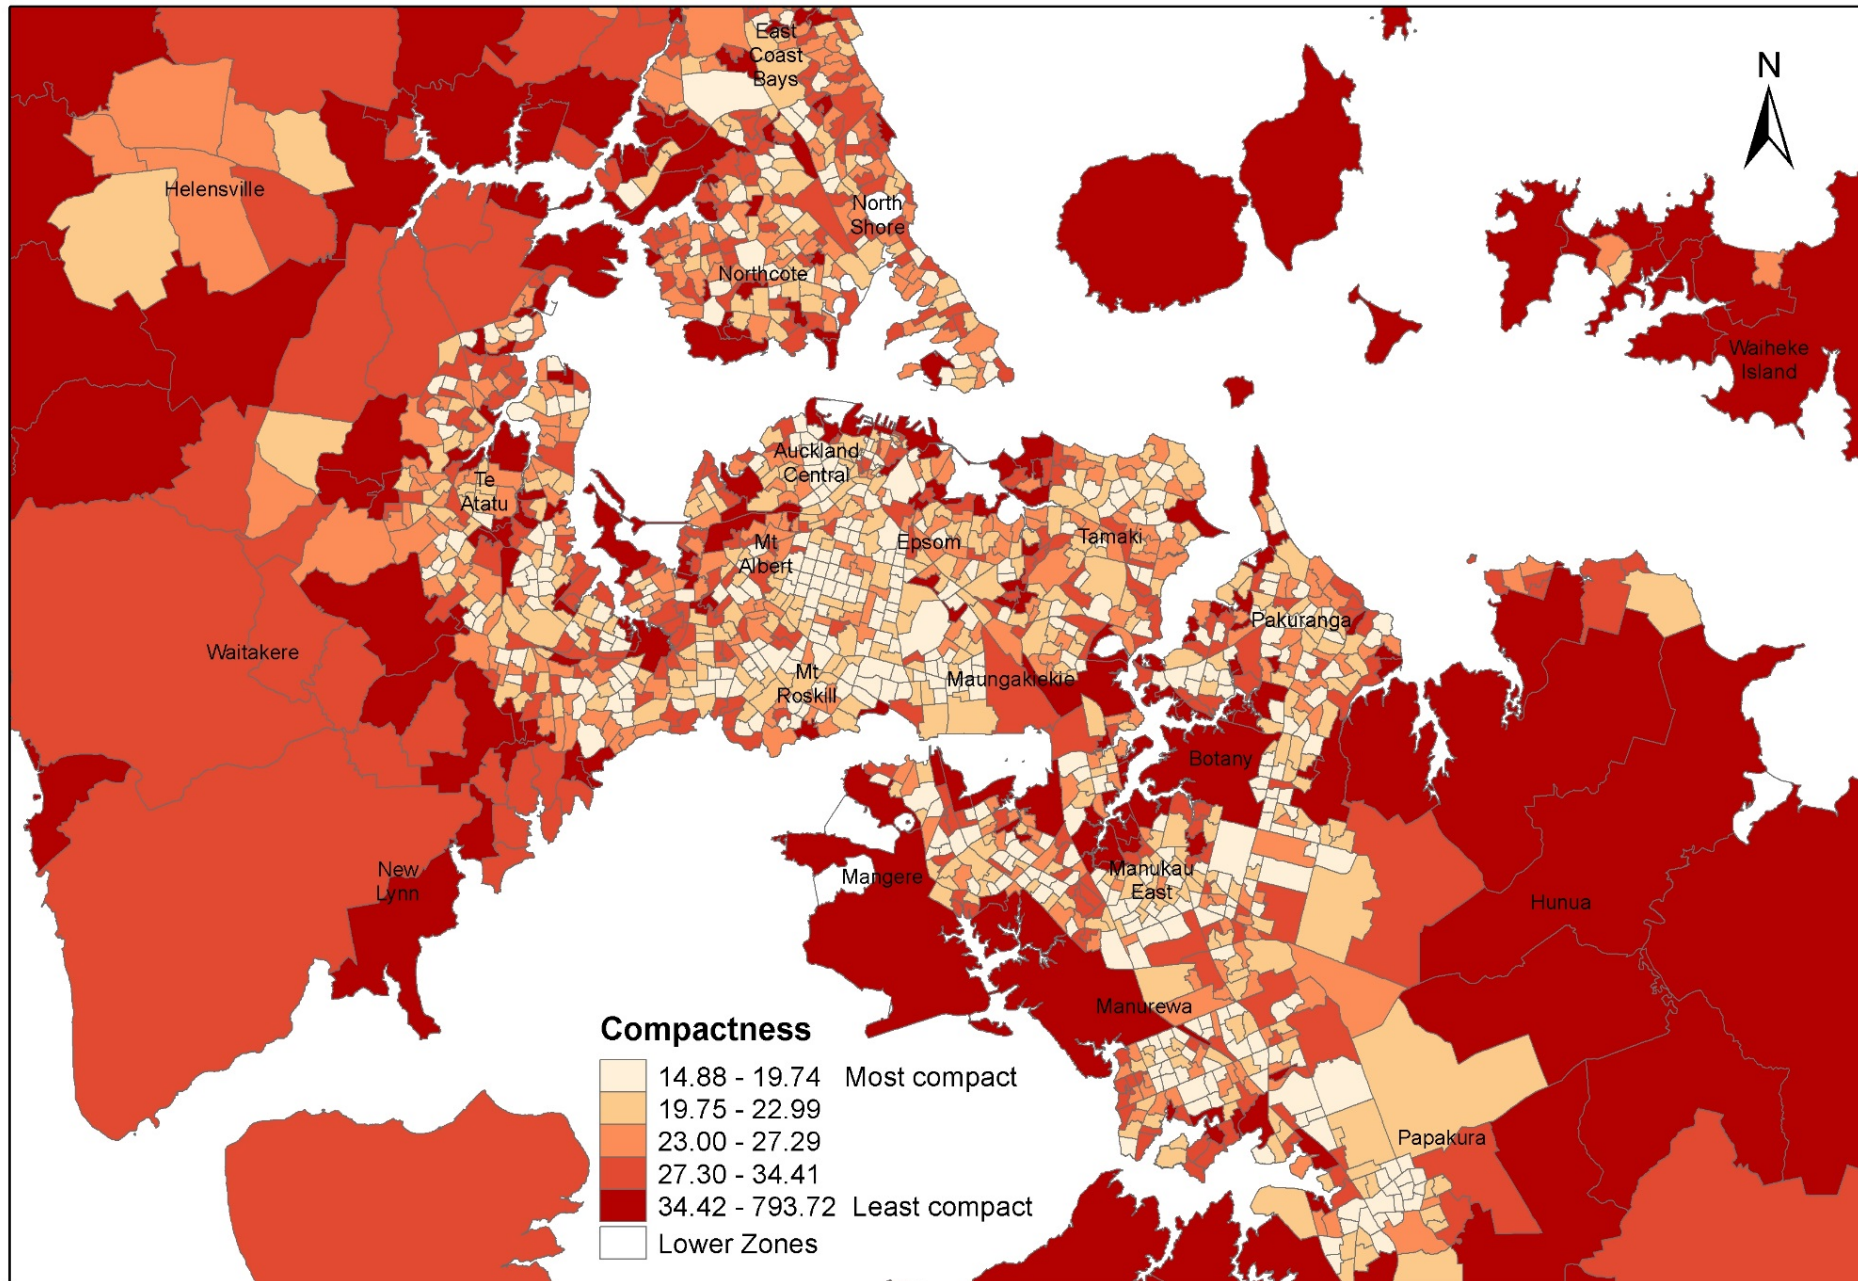 East
Coast
Bays
N
Helensville
North
Shore
Northcote
Waiheke
Island
Auckland
Central
Te
Atatu
Mt
Albert
Epsom
Tamaki
Pakuranga
Waitakere
Mt
Roskill
Maungakiekie
Botany
New
Lynn
Mangere
Manukau
East
Hunua
Manurewa
Papakura
Compactness
14.88 - 19.74 Most compact
19.75 - 22.99
23.00 - 27.29
27.30 - 34.41
34.42 - 793.72 Least compact
Lower Zones